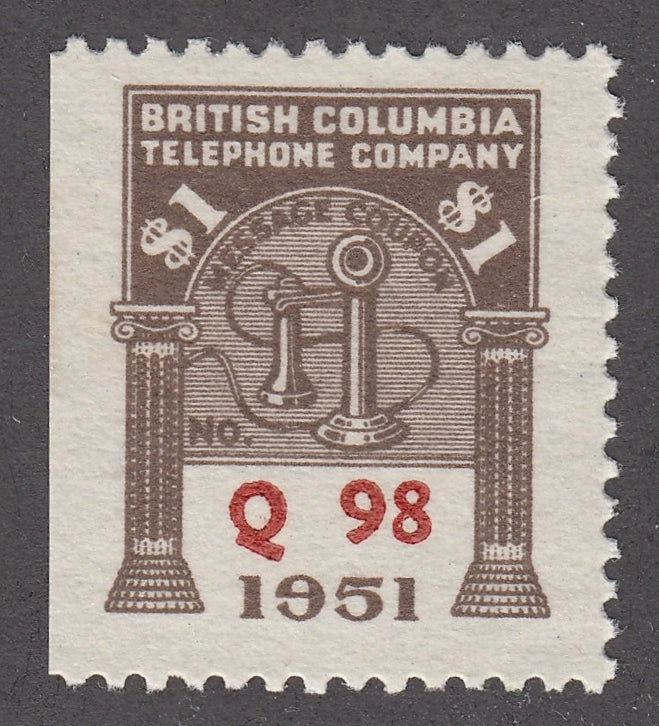 BRITISH COLUMBIA
TELEPHONE COMPANY
$1 $1
MESSAGE COUPON
NO.
Q 98
1951